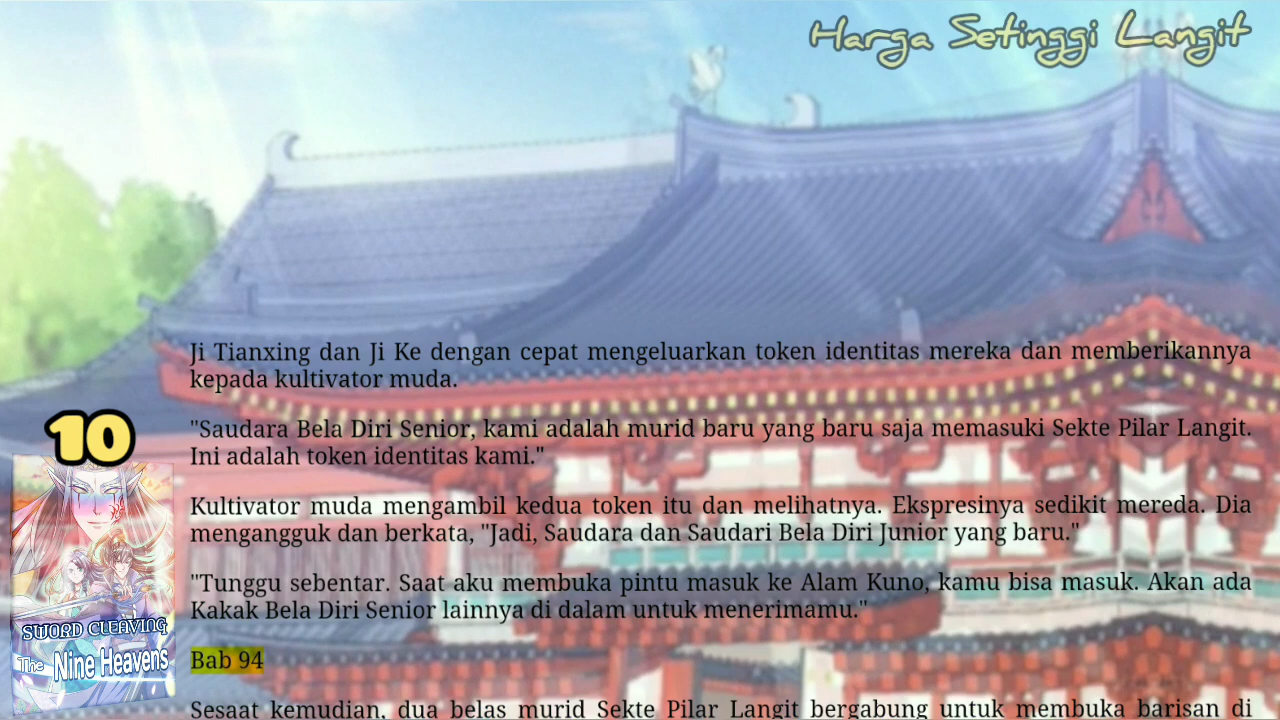 Harga Setinggi Langit
Ji Tianxing dan Ji Ke dengan cepat mengeluarkan token identitas mereka dan memberikannya
kepada kultivator muda.
"Saudara Bela Diri Senior, kami adalah murid baru yang baru saja memasuki Sekte Pilar Langit.
Ini adalah token identitas kami."
Kultivator muda mengambil kedua token itu dan melihatnya. Ekspresinya sedikit mereda. Dia
mengangguk dan berkata, "Jadi, Saudara dan Saudari Bela Diri Junior yang baru."
"Tunggu sebentar. Saat aku membuka pintu masuk ke Alam Kuno, kamu bisa masuk. Akan ada
Kakak Bela Diri Senior lainnya di dalam untuk menerimamu."
Bab 94
Sesaat kemudian, dua belas murid Sekte Pilar Langit bergabung untuk membuka barisan di
10
SWORD CLEAVING
The Nine Heavens